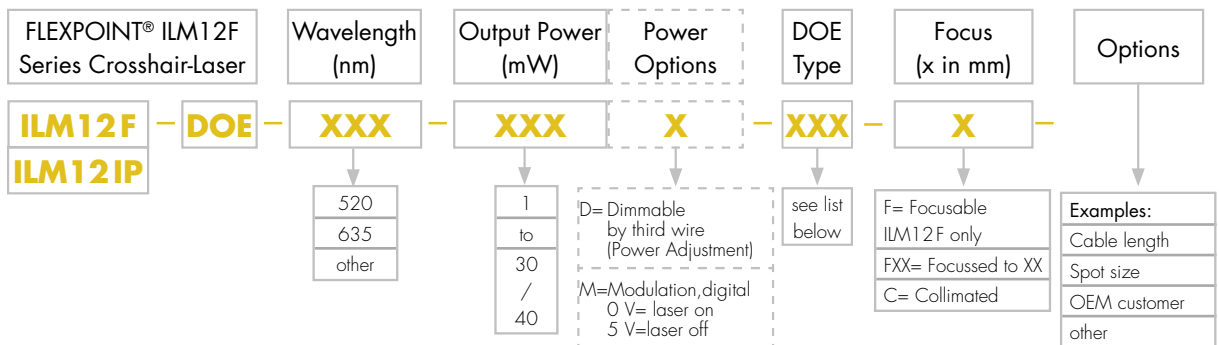 FLEXPOINT® ILM12F
Series Crosshair-Laser
Wavelength
(nm)
Output Power
(mW)
Power
Options
DOE
Type
Focus
(x in mm)
Options
ILM12F – DOE – XXX – XXX X – XXX – X –
ILM12IP
520
635
other
1
to
30
/
40
D= Dimmable
by third wire
(Power Adjustment)
M=Modulation,digital
0 V= laser on
5 V=laser off
see list
below
F= Focusable
ILM12F only
FXX= Focussed to XX
C= Collimated
Examples:
Cable length
Spot size
OEM customer
other